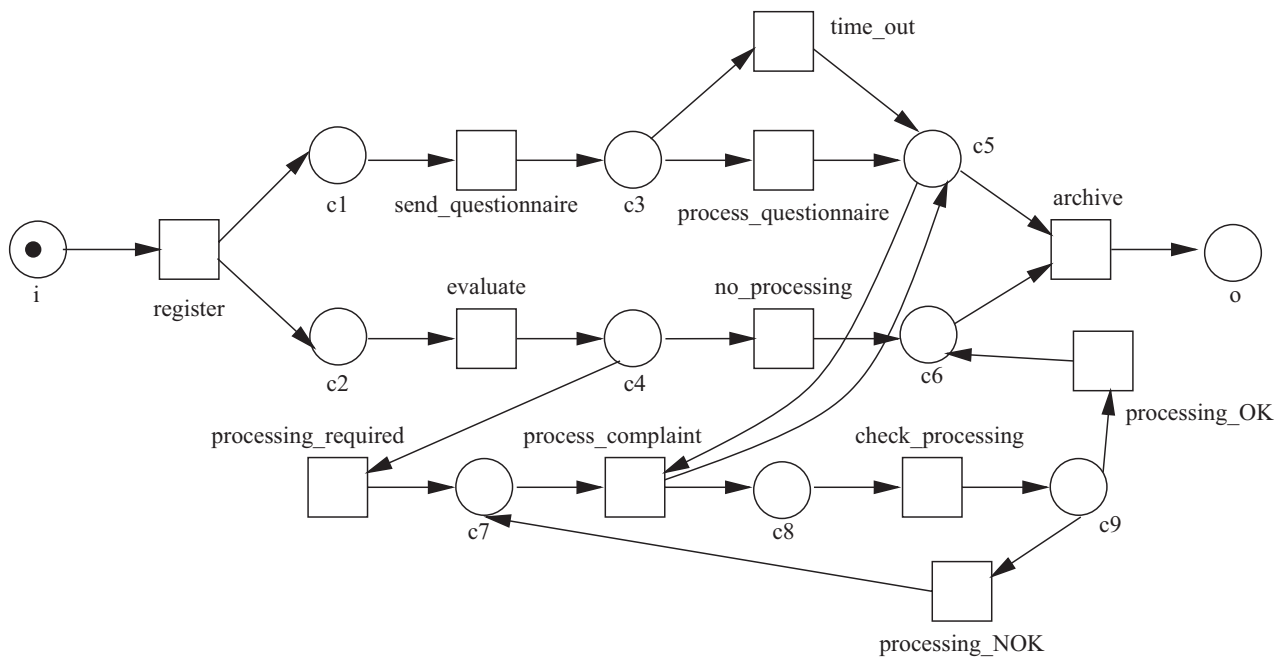 time_out
c5
c1
send_questionnaire
c3
process_questionnaire
archive
i
register
evaluate
no_processing
o
c2
c4
c6
processing_OK
processing_required
process_complaint
check_processing
c7
c8
c9
processing_NOK